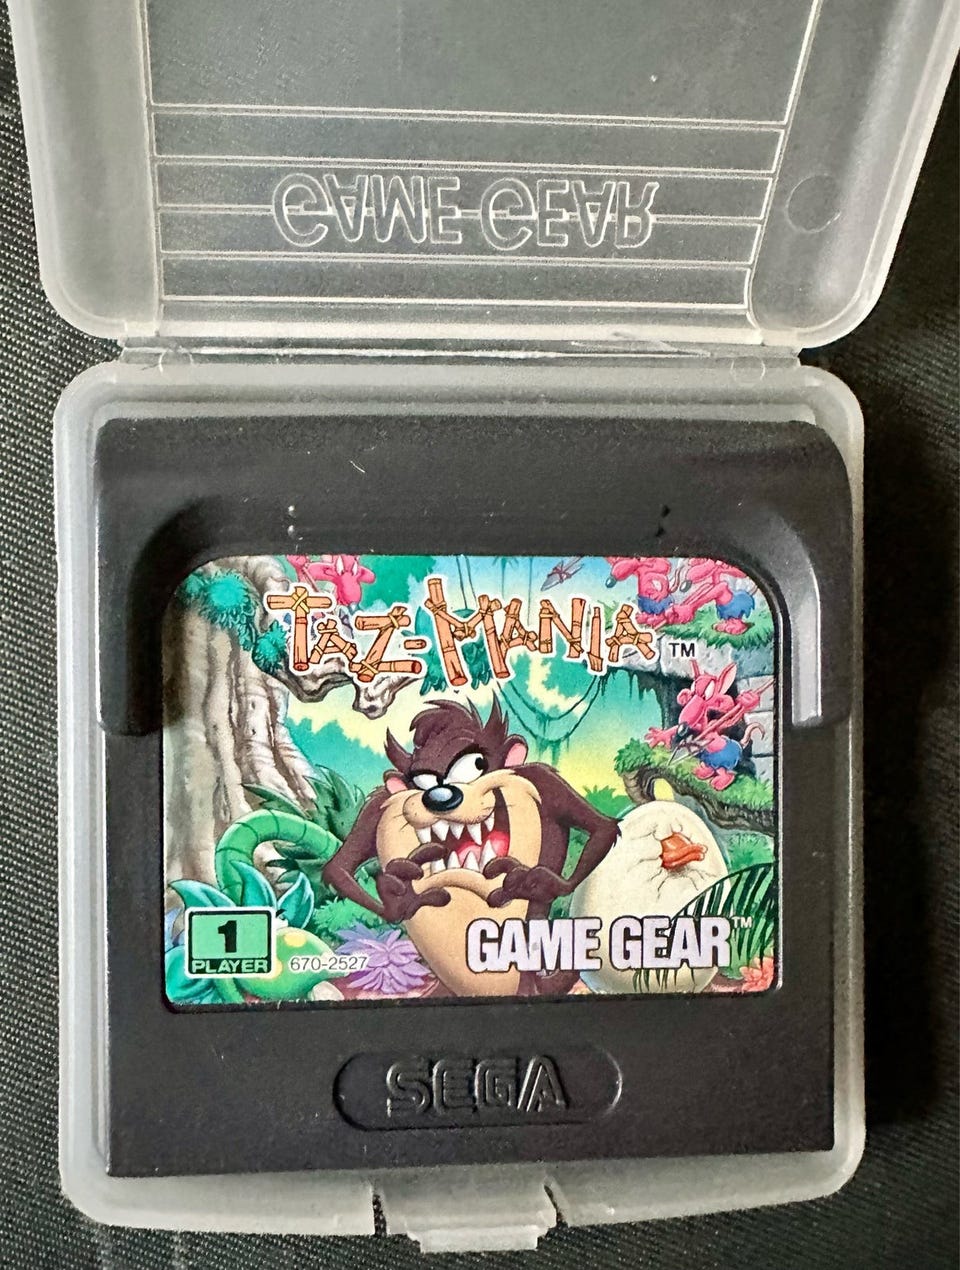 GAME GEAR
TAZ-MANIA™
1
PLAYER
670-2527
GAME GEAR™
SEGA